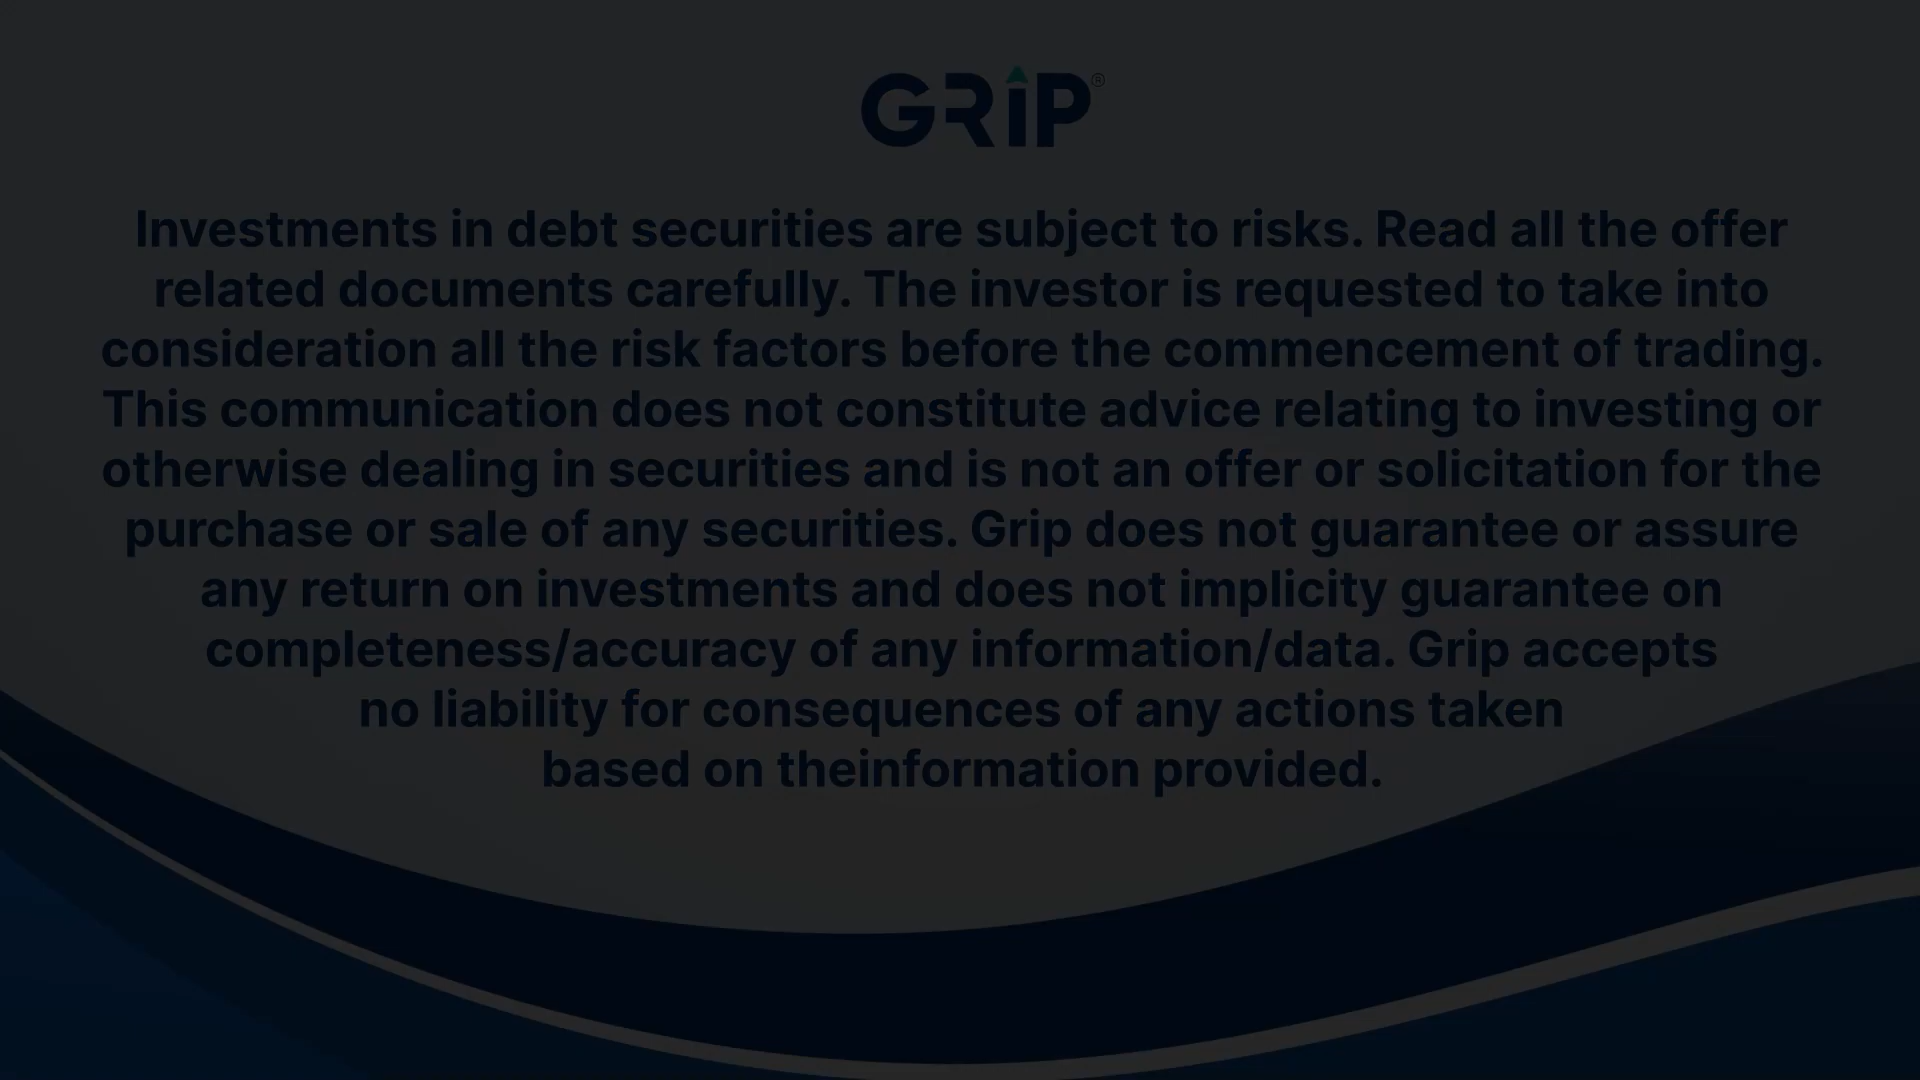 GRIP®
Investments in debt securities are subject to risks. Read all the offer
related documents carefully. The investor is requested to take into
consideration all the risk factors before the commencement of trading.
This communication does not constitute advice relating to investing or
otherwise dealing in securities and is not an offer or solicitation for the
purchase or sale of any securities. Grip does not guarantee or assure
any return on investments and does not implicity guarantee on
completeness/accuracy of any information/data. Grip accepts
no liability for consequences of any actions taken
based on theinformation provided.